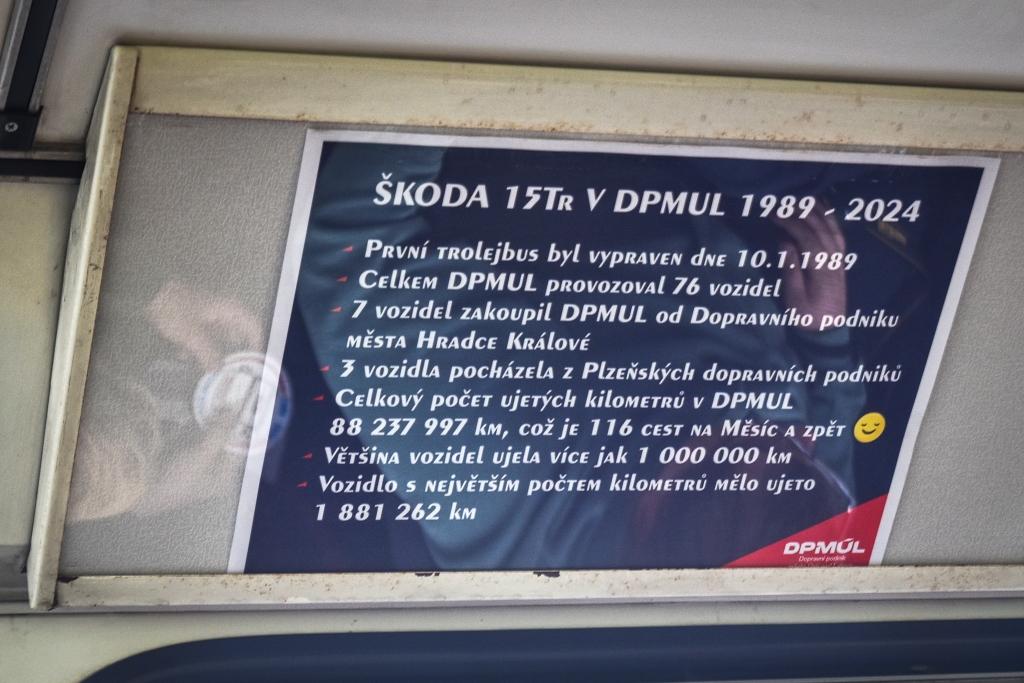 ŠKODA 15Tr V DPMUL 1989 - 2024
První trolejbus byl vypraven dne 10.1.1989
Celkem DPMUL provozoval 76 vozidel
7 vozidel zakoupil DPMUL od Dopravního podniku
města Hradce Králové
3 vozidla pocházela z Plzeňských dopravních podniků
Celkový počet ujetých kilometrů v DPMUL
88 237 997 km, což je 116 cest na Měsíc a zpět
Většina vozidel ujela více jak 1 000 000 km
Vozidlo s největším počtem kilometrů mělo ujeto
1 881 262 km
DPMÚL
Dopravní podnik